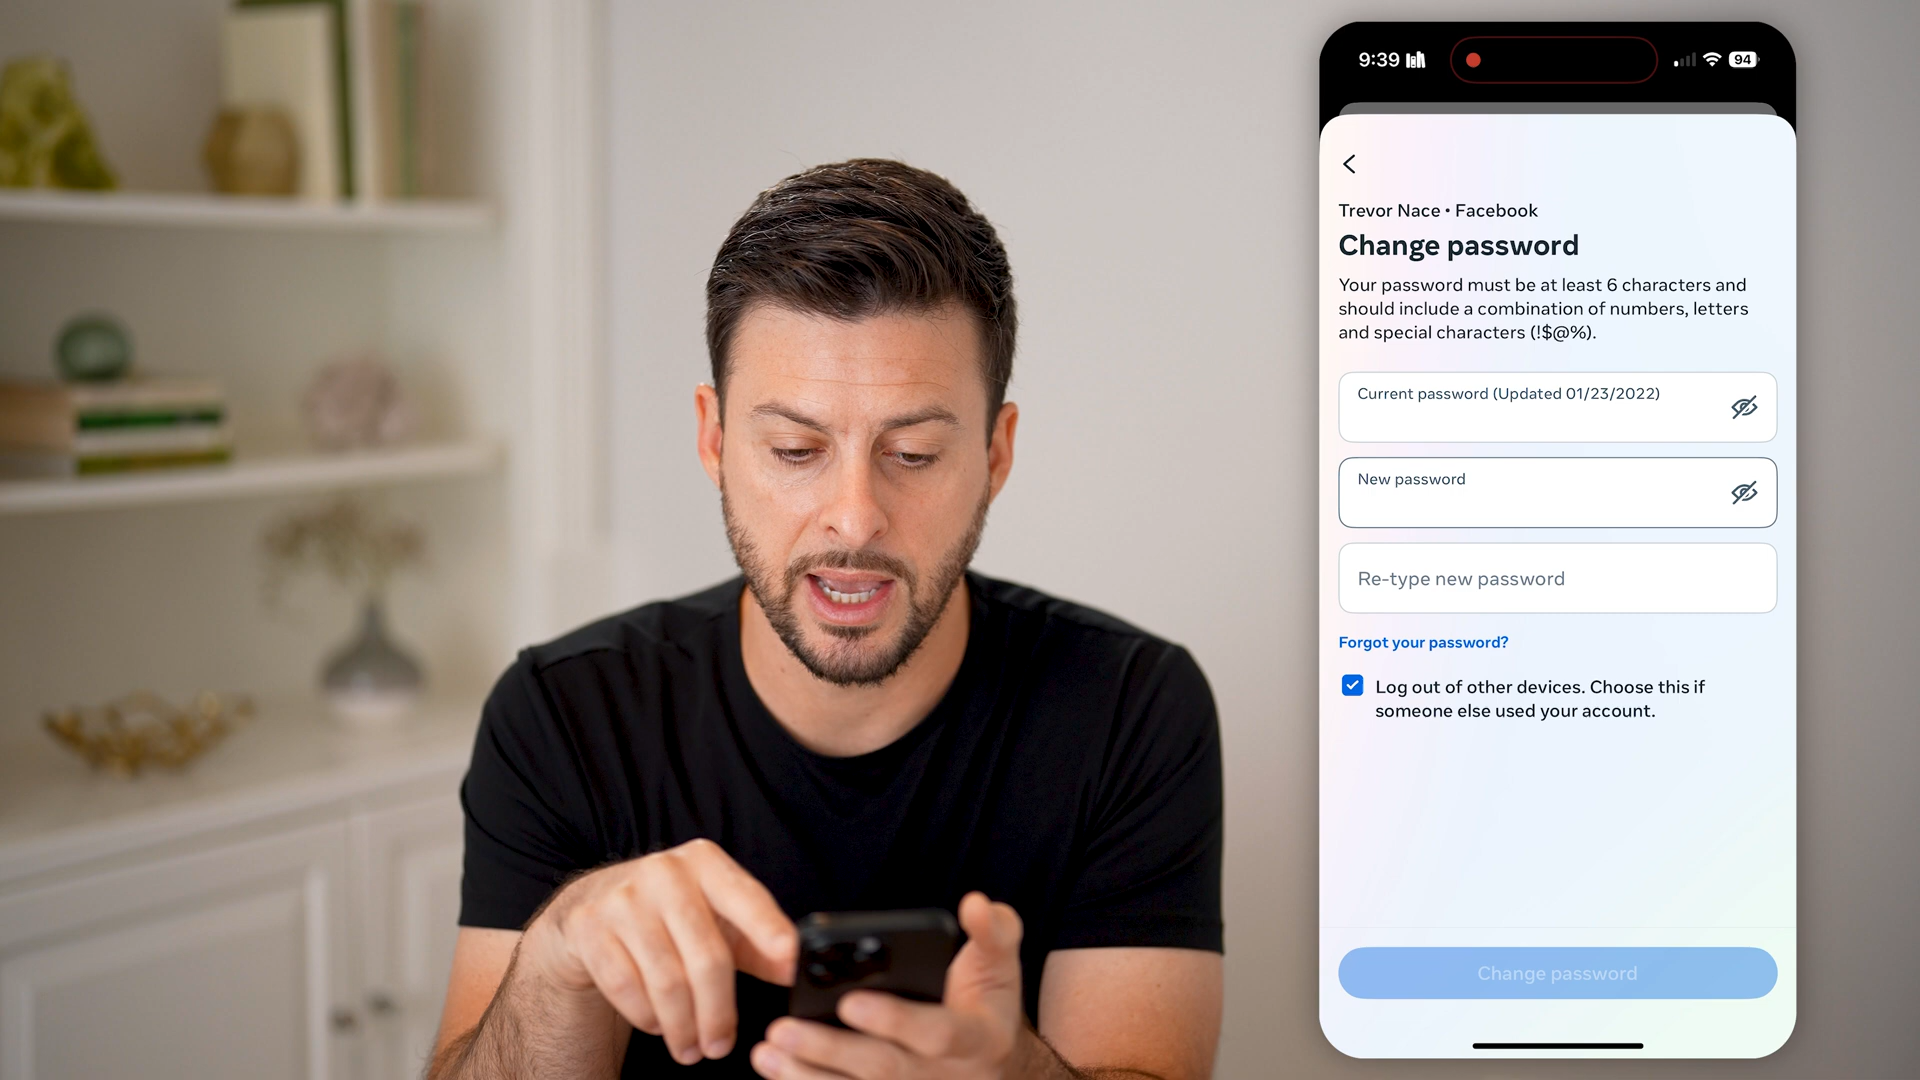 9:39
94
Trevor Nace • Facebook
Change password
Your password must be at least 6 characters and
should include a combination of numbers, letters
and special characters (!$@%).
Current password (Updated 01/23/2022)
New password
Re-type new password
Forgot your password?
Log out of other devices. Choose this if
someone else used your account.
Change password